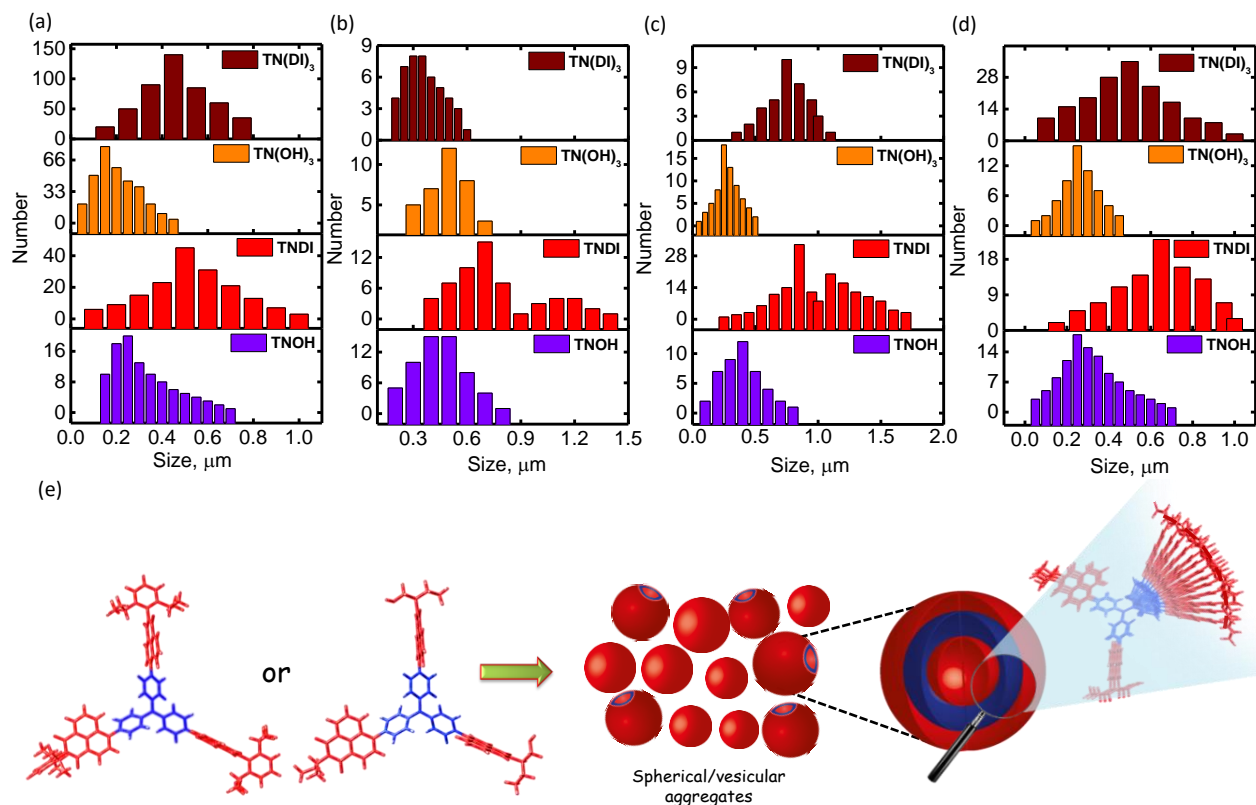 (a)
(b)
(c)
(d)
Number
150
100
50
0
TN(DI)₃
66
33
0
TN(OH)₃
40
20
0
TNDI
16
8
0
TNOH
0.0 0.2 0.4 0.6 0.8 1.0
Size, μm
Number
9
6
3
0
TN(DI)₃
10
5
TN(OH)₃
12
6
0
TNDI
15
10
5
0
TNOH
0.3 0.6 0.9 1.2 1.5
Size, μm
Number
9
6
3
0
TN(DI)₃
15
10
5
0
TN(OH)₃
28
14
0
TNDI
10
5
0
TNOH
0.0 0.5 1.0 1.5 2.0
Size, μm
Number
28
14
0
TN(DI)₃
12
6
0
TN(OH)₃
18
9
0
TNDI
14
7
0
TNOH
0.0 0.2 0.4 0.6 0.8 1.0
Size, μm
(e)
or
Spherical/vesicular
aggregates